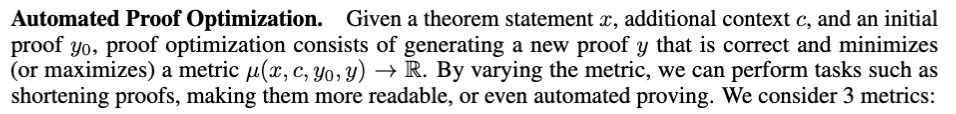 Automated Proof Optimization. Given a theorem statement x, additional context c, and an initial
proof y₀, proof optimization consists of generating a new proof y that is correct and minimizes
(or maximizes) a metric μ(x, c, y₀, y) → ℝ. By varying the metric, we can perform tasks such as
shortening proofs, making them more readable, or even automated proving. We consider 3 metrics: